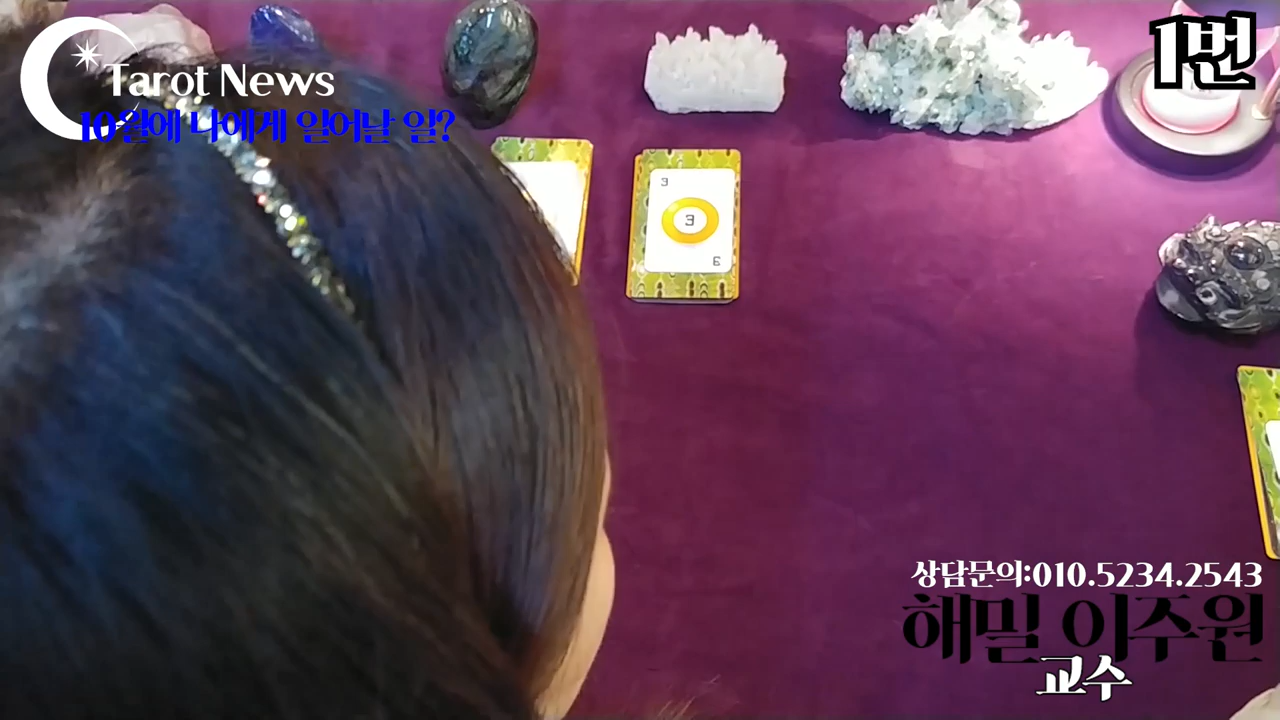 1번
Tarot News
10월에 나에게 일어날 일?
3
3
3
상담문의:010.5234.2543
해밀 이주원
교수